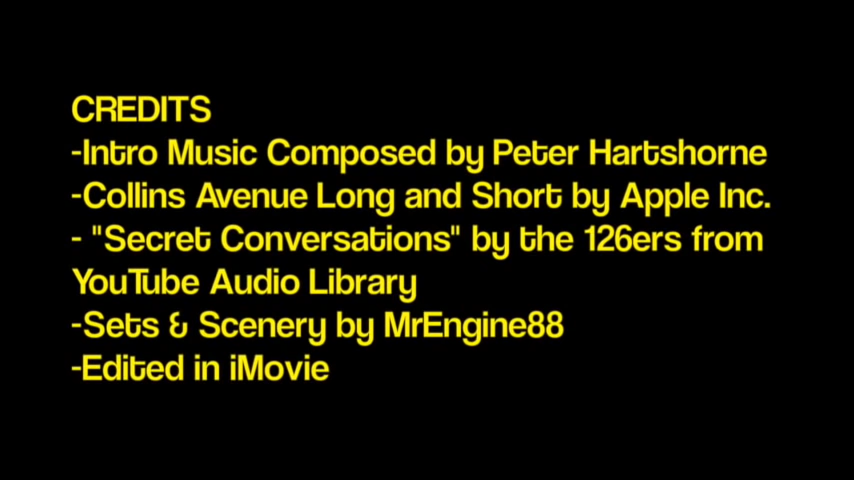 CREDITS
-Intro Music Composed by Peter Hartshorne
-Collins Avenue Long and Short by Apple Inc.
- "Secret Conversations" by the 126ers from
YouTube Audio Library
-Sets & Scenery by MrEngine88
-Edited in iMovie